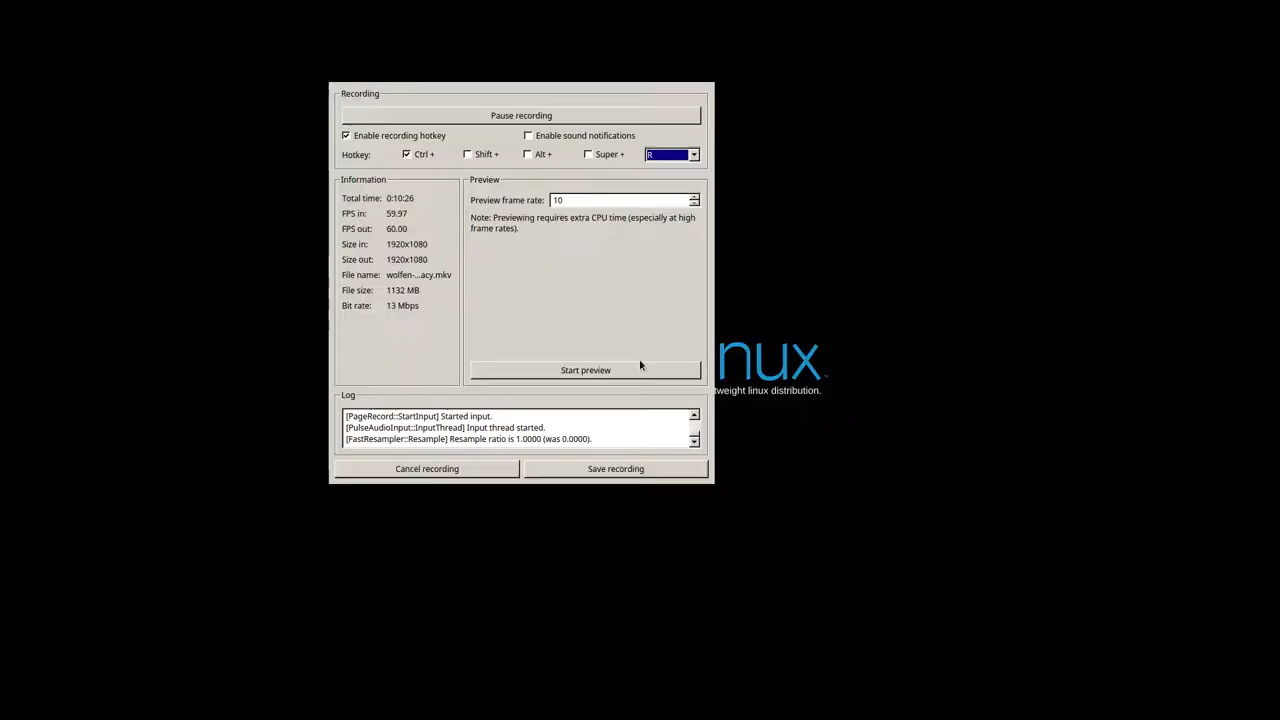 Recording
Pause recording
Enable recording hotkey
Enable sound notifications
Hotkey: Ctrl + Shift + Alt + Super + R
Information
Total time: 0:10:26
FPS in: 59.97
FPS out: 60.00
Size in: 1920x1080
Size out: 1920x1080
File name: wolfen-...acy.mkv
File size: 1132 MB
Bit rate: 13 Mbps
Preview
Preview frame rate: 10
Note: Previewing requires extra CPU time (especially at high
frame rates).
Start preview
nux
tweight linux distribution.
Log
[PageRecord::StartInput] Started input.
[PulseAudioInput::InputThread] Input thread started.
[FastResampler::Resample] Resample ratio is 1.0000 (was 0.0000).
Cancel recording
Save recording